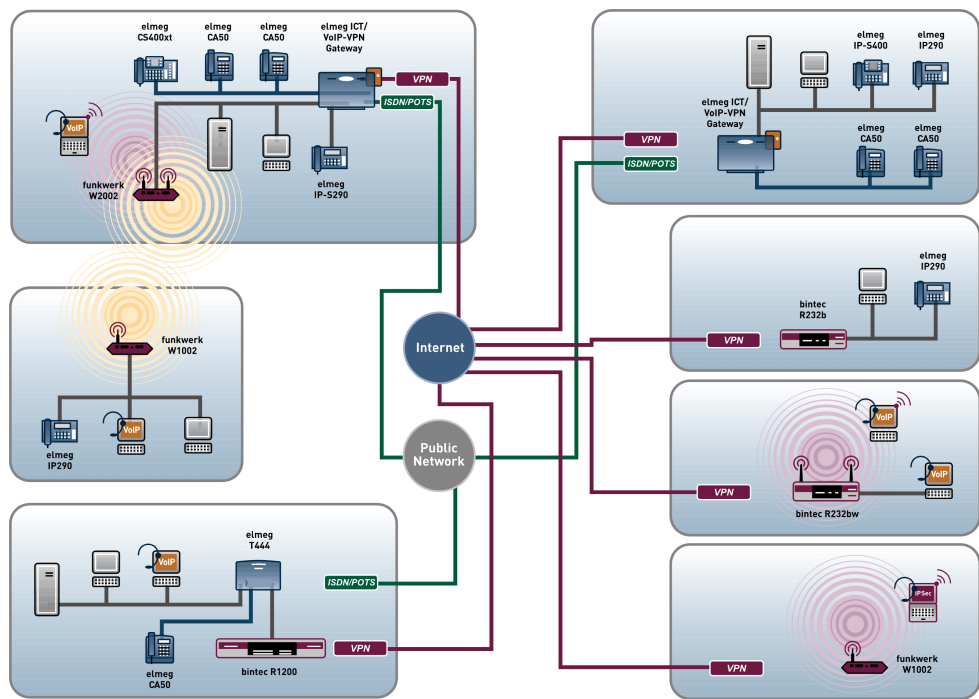 elmeg
CS400xt
elmeg
CA50
elmeg
CA50
elmeg ICT/
VoIP-VPN
Gateway
VPN
ISDN/POTS
VoIP
funkwerk
W2002
elmeg
IP-S290
funkwerk
W1002
elmeg
IP290
VoIP
elmeg
T444
VoIP
ISDN/POTS
elmeg
CA50
bintec R1200
VPN
Internet
Public
Network
elmeg
IP-S400
elmeg
IP290
elmeg ICT/
VoIP-VPN
Gateway
VPN
ISDN/POTS
elmeg
CA50
elmeg
CA50
elmeg
IP290
bintec
R232b
VPN
VoIP
VoIP
VPN
bintec R232bw
IPSec
VPN
funkwerk
W1002